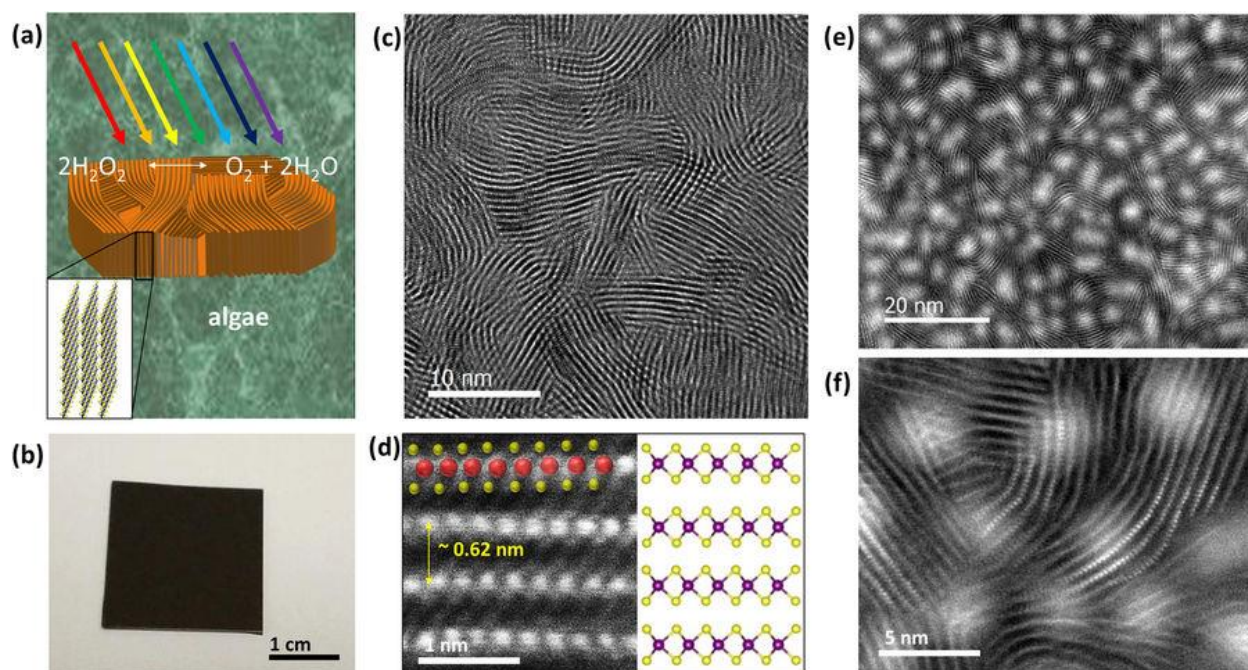 (a)
2H₂O₂ O₂ + 2H₂O
algae
(b)
1 cm
(c)
10 nm
(d)
~ 0.62 nm
1 nm
(e)
20 nm
(f)
5 nm